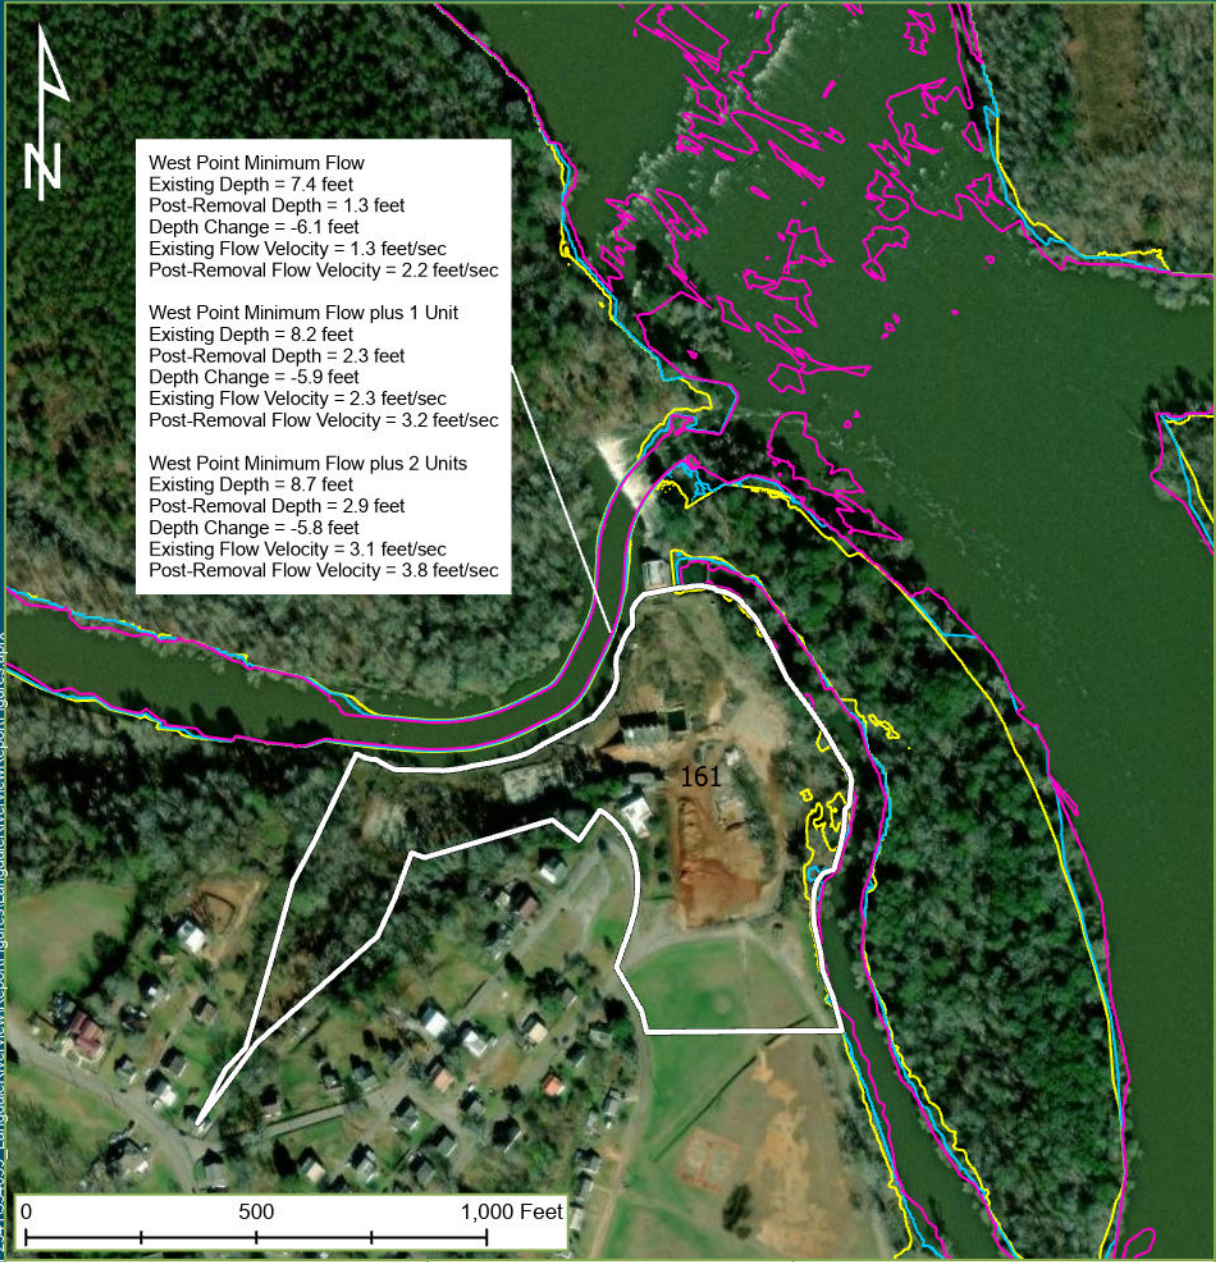 West Point Minimum Flow
Existing Depth = 7.4 feet
Post-Removal Depth = 1.3 feet
Depth Change = -6.1 feet
Existing Flow Velocity = 1.3 feet/sec
Post-Removal Flow Velocity = 2.2 feet/sec
West Point Minimum Flow plus 1 Unit
Existing Depth = 8.2 feet
Post-Removal Depth = 2.3 feet
Depth Change = -5.9 feet
Existing Flow Velocity = 2.3 feet/sec
Post-Removal Flow Velocity = 3.2 feet/sec
West Point Minimum Flow plus 2 Units
Existing Depth = 8.7 feet
Post-Removal Depth = 2.9 feet
Depth Change = -5.8 feet
Existing Flow Velocity = 3.1 feet/sec
Post-Removal Flow Velocity = 3.8 feet/sec
N
161
0 500 1,000 Feet